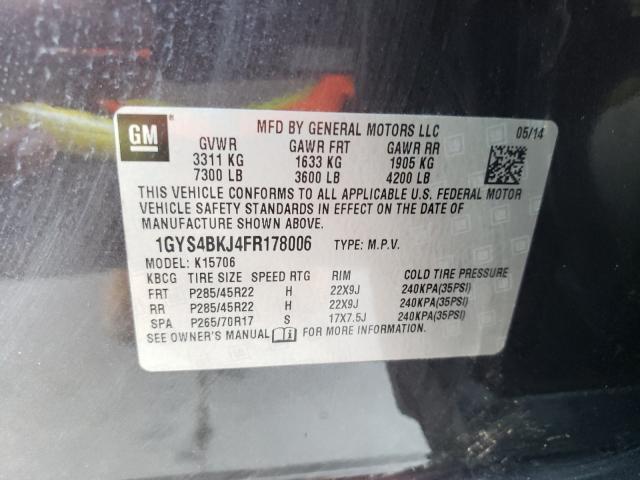 GM
MFD BY GENERAL MOTORS LLC 05/14
GVWR GAWR FRT GAWR RR
3311 KG 1633 KG 1905 KG
7300 LB 3600 LB 4200 LB
THIS VEHICLE CONFORMS TO ALL APPLICABLE U.S. FEDERAL MOTOR
VEHICLE SAFETY STANDARDS IN EFFECT ON THE DATE OF
MANUFACTURE SHOWN ABOVE.
1GYS4BKJ4FR178006 TYPE: M.P.V.
MODEL: K15706
KBCG TIRE SIZE SPEED RTG RIM COLD TIRE PRESSURE
FRT P285/45R22 H 22X9J 240KPA(35PSI)
RR P285/45R22 H 22X9J 240KPA(35PSI)
SPA P265/70R17 S 17X7.5J 240KPA(35PSI)
SEE OWNER'S MANUAL FOR MORE INFORMATION.